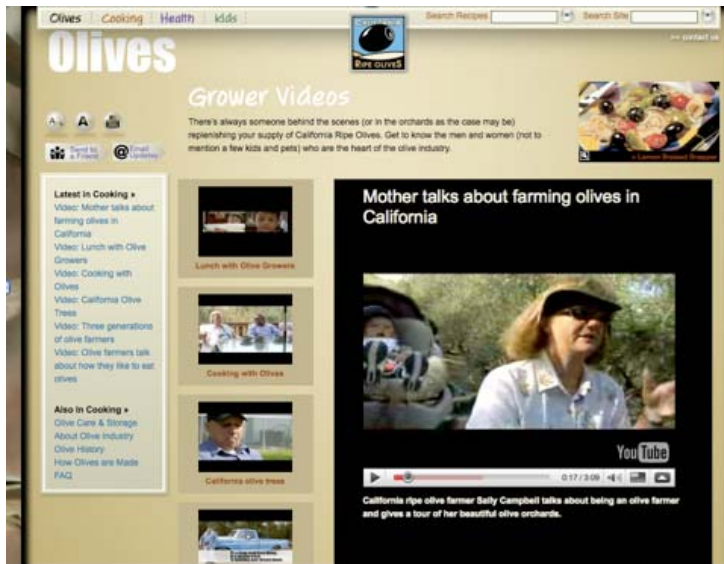 Olives Cooking Health kids
Search Recipes
Search Site
CALIFORNIA
RIPE OLIVES
>> contact us
Olives
Grower Videos
There's always someone behind the scenes (or in the orchards as the case may be)
replenishing your supply of California Ripe Olives. Get to know the men and women (not to
mention a few kids and pets) who are the heart of the olive industry.
A A
Send to
a Friend
@ Email
Updates
» Lemon Braised Snapper
Latest in Cooking »
Video: Mother talks about
farming olives in
California
Video: Lunch with Olive
Growers
Video: Cooking with
Olives
Video: California Olive
Trees
Video: Three generations
of olive farmers
Video: Olive farmers talk
about how they like to eat
olives
Also in Cooking »
Olive Care & Storage
About Olive Industry
Olive History
How Olives are Made
FAQ
Lunch with Olive Growers
Cooking with Olives
California olive trees
Mother talks about farming olives in
California
YouTube
0:17 / 3:09
California ripe olive farmer Sally Campbell talks about being an olive farmer
and gives a tour of her beautiful olive orchards.